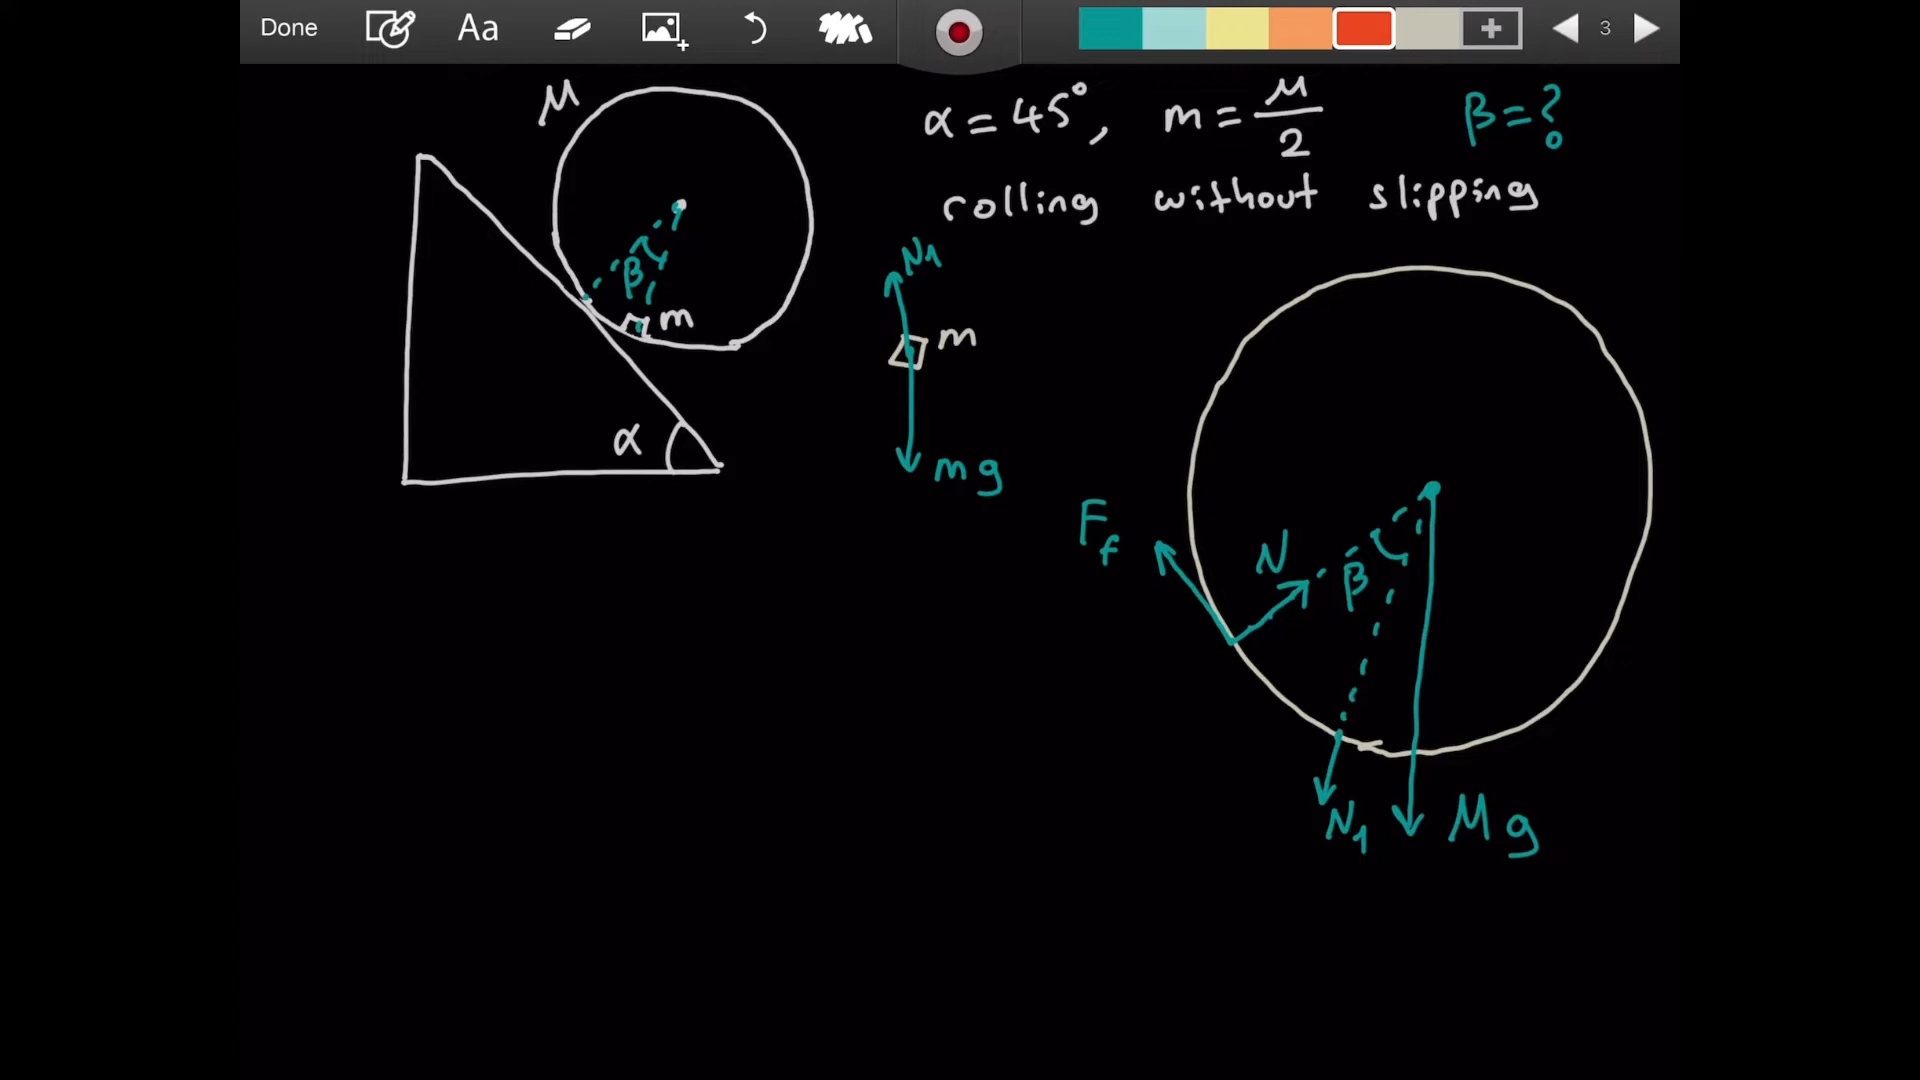 Done
Aa
3
M
α = 45°, m = M/2 β = ?
rolling without slipping
β
m
α
N1
m
mg
Ff
N
β
N1
Mg